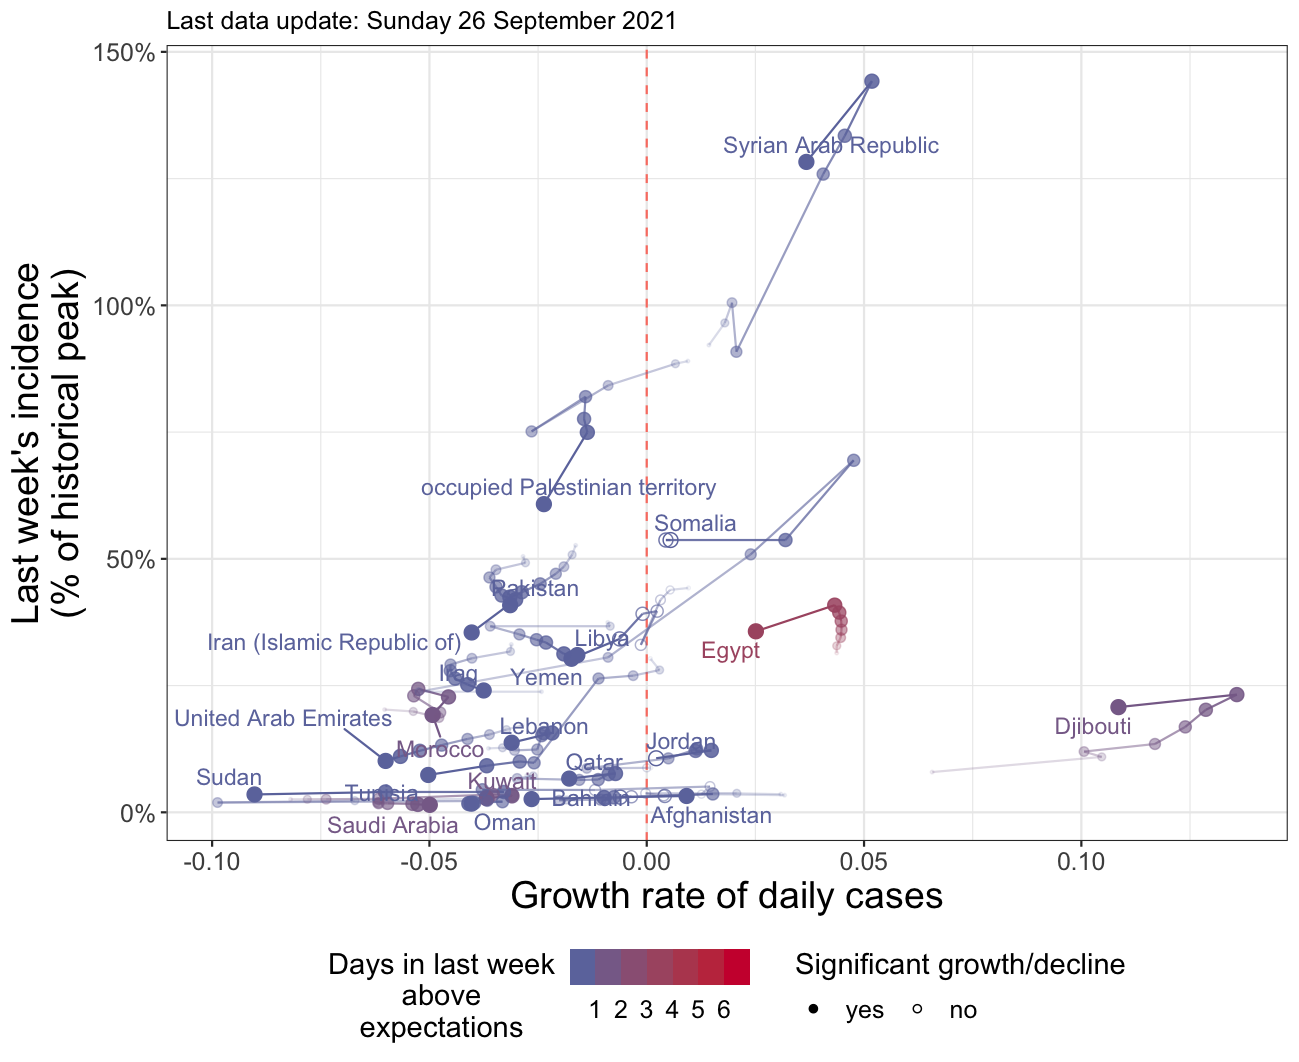 Last data update: Sunday 26 September 2021
Last week's incidence
(% of historical peak)
150%
100%
50%
0%
Syrian Arab Republic
occupied Palestinian territory
Somalia
Pakistan
Iran (Islamic Republic of)
Libya
Egypt
Iraq
Yemen
United Arab Emirates
Morocco
Lebanon
Djibouti
Jordan
Qatar
Sudan
Kuwait
Tunisia
Bahrain
Saudi Arabia
Oman
Afghanistan
-0.10
-0.05
0.00
0.05
0.10
Growth rate of daily cases
Days in last week
above
expectations
1 2 3 4 5 6
Significant growth/decline
yes
no